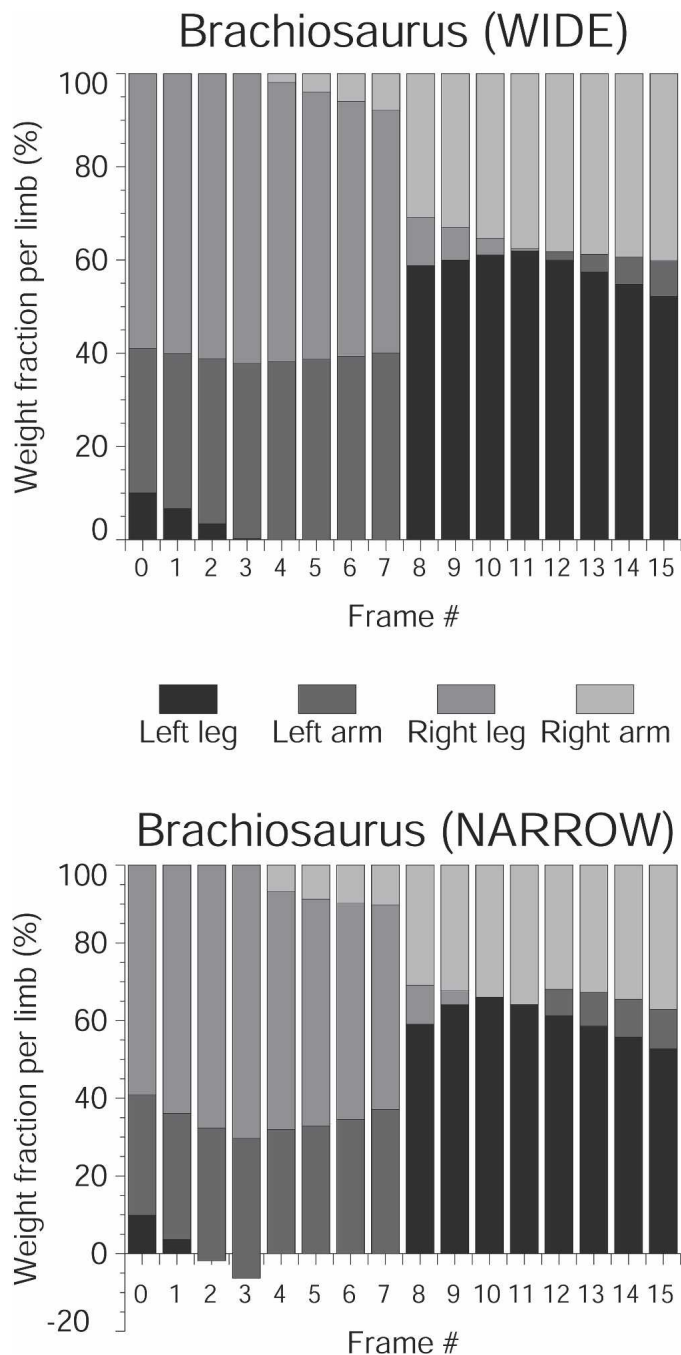 Brachiosaurus (WIDE)
Weight fraction per limb (%)
100
80
60
40
20
0
0 1 2 3 4 5 6 7 8 9 10 11 12 13 14 15
Frame #
Left leg Left arm Right leg Right arm
Brachiosaurus (NARROW)
Weight fraction per limb (%)
100
80
60
40
20
0
-20
0 1 2 3 4 5 6 7 8 9 10 11 12 13 14 15
Frame #